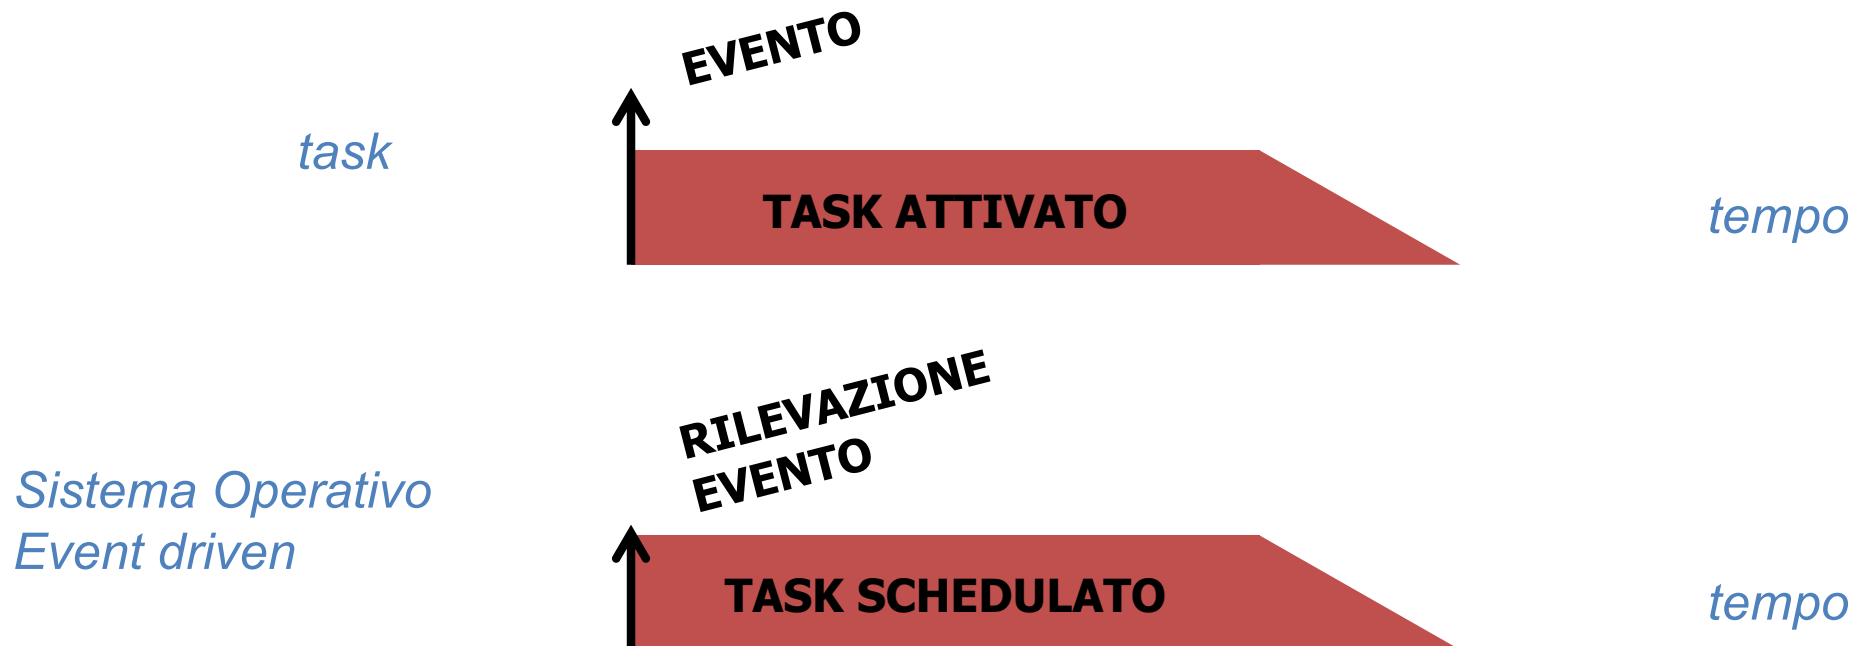 EVENTO
task
TASK ATTIVATO
tempo
RILEVAZIONE
EVENTO
Sistema Operativo
Event driven
TASK SCHEDULATO
tempo